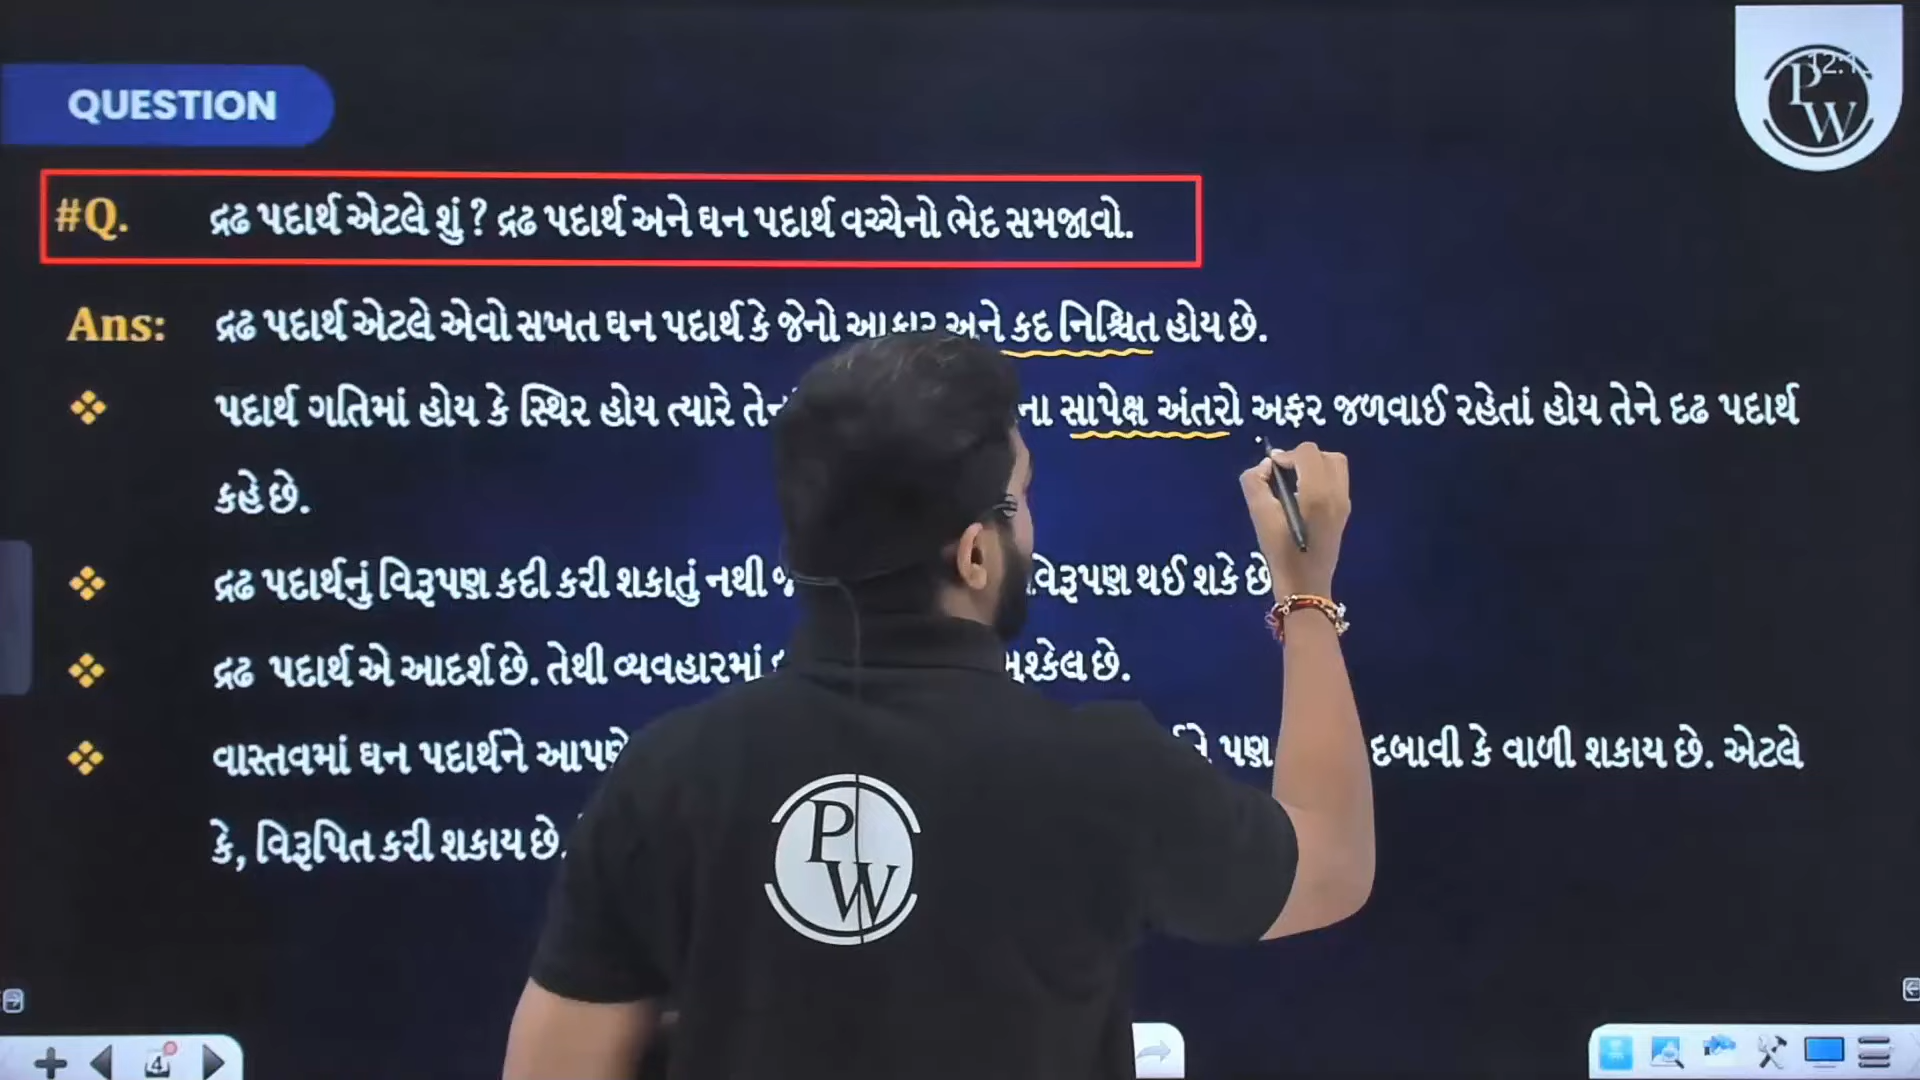 QUESTION
PW
#Q. દ્રઢ પદાર્થ એટલે શું ? દ્રઢ પદાર્થ અને ઘન પદાર્થ વચ્ચેનો ભેદ સમજાવો.
Ans: દ્રઢ પદાર્થ એટલે એવો સખત ઘન પદાર્થ કે જેનો આકાર અને કદ નિશ્ચિત હોય છે.
પદાર્થ ગતિમાં હોય કે સ્થિર હોય ત્યારે ના સાપેક્ષ અંતરો અફર જળવાઈ રહેતાં હોય તેને દઢ પદાર્થ
કહે છે.
દ્રઢ પદાર્થનું વિરૂપણ કદી કરી શકાતું નથી વિરૂપણ થઈ શકે છે
દ્રઢ પદાર્થ એ આદર્શ છે. તેથી વ્યવહારમાં મુશ્કેલ છે.
વાસ્તવમાં ઘન પદાર્થને પણ દબાવી કે વાળી શકાય છે. એટલે
કે, વિરૂપિત કરી શકાય છે.
PW
4